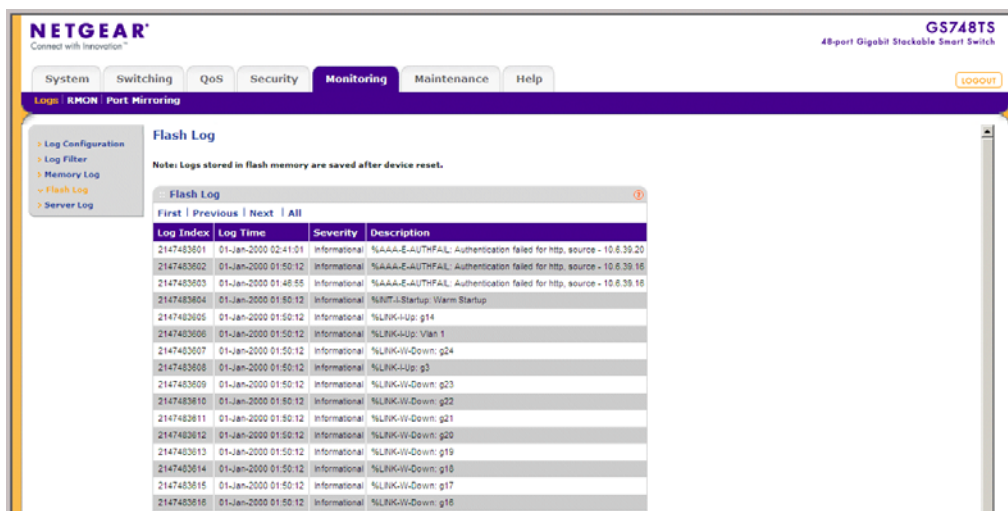 NETGEAR®
Connect with Innovation™
GS748TS
48-port Gigabit Stackable Smart Switch
System Switching QoS Security Monitoring Maintenance Help
LOGOUT
Logs RMON Port Mirroring
Log Configuration
Log Filter
Memory Log
Flash Log
Server Log
Flash Log
Note: Logs stored in flash memory are saved after device reset.
Flash Log
First | Previous | Next | All
Log Index Log Time Severity Description
2147483601 01-Jan-2000 02:41:01 Informational %AAA-E-AUTHFAIL: Authentication failed for http, source - 10.6.39.20
2147483602 01-Jan-2000 01:50:12 Informational %AAA-E-AUTHFAIL: Authentication failed for http, source - 10.6.39.16
2147483603 01-Jan-2000 01:46:55 Informational %AAA-E-AUTHFAIL: Authentication failed for http, source - 10.6.39.16
2147483604 01-Jan-2000 01:50:12 Informational %INIT-I-Startup: Warm Startup
2147483605 01-Jan-2000 01:50:12 Informational %LINK-I-Up: g14
2147483606 01-Jan-2000 01:50:12 Informational %LINK-I-Up: Vlan 1
2147483607 01-Jan-2000 01:50:12 Informational %LINK-W-Down: g24
2147483608 01-Jan-2000 01:50:12 Informational %LINK-I-Up: g3
2147483609 01-Jan-2000 01:50:12 Informational %LINK-W-Down: g23
2147483610 01-Jan-2000 01:50:12 Informational %LINK-W-Down: g22
2147483611 01-Jan-2000 01:50:12 Informational %LINK-W-Down: g21
2147483612 01-Jan-2000 01:50:12 Informational %LINK-W-Down: g20
2147483613 01-Jan-2000 01:50:12 Informational %LINK-W-Down: g19
2147483614 01-Jan-2000 01:50:12 Informational %LINK-W-Down: g18
2147483615 01-Jan-2000 01:50:12 Informational %LINK-W-Down: g17
2147483616 01-Jan-2000 01:50:12 Informational %LINK-W-Down: g16